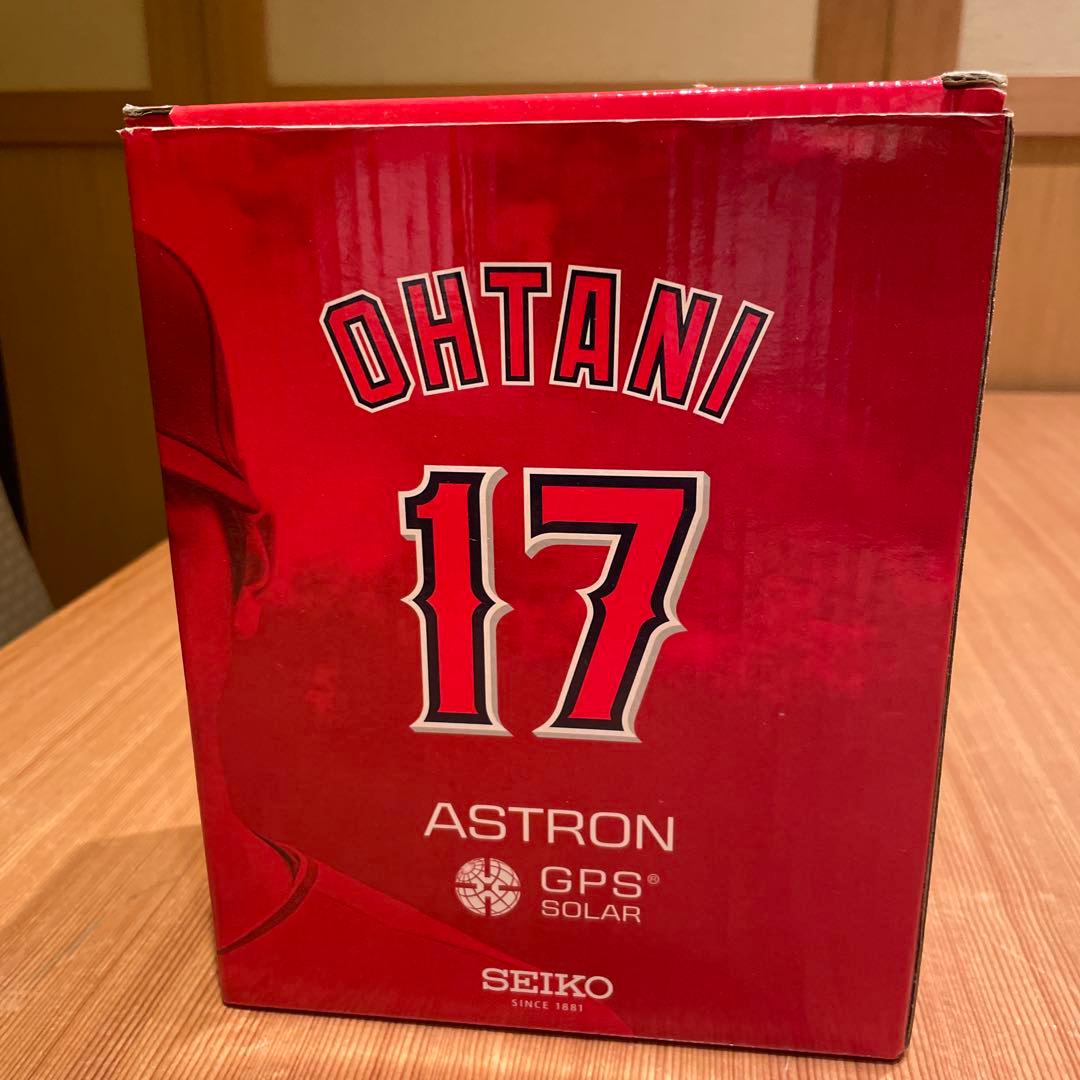 OHTANI
17
ASTRON
GPS®
SOLAR
SEIKO
SINCE 1881